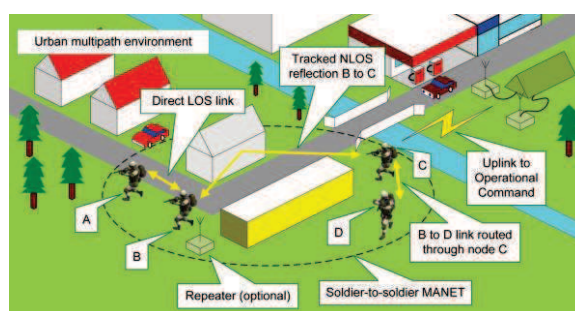 Urban multipath environment
Tracked NLOS
reflection B to C
Direct LOS link
C
Uplink to
Operational
Command
A
B
D
B to D link routed
through node C
Repeater (optional)
Soldier-to-soldier MANET